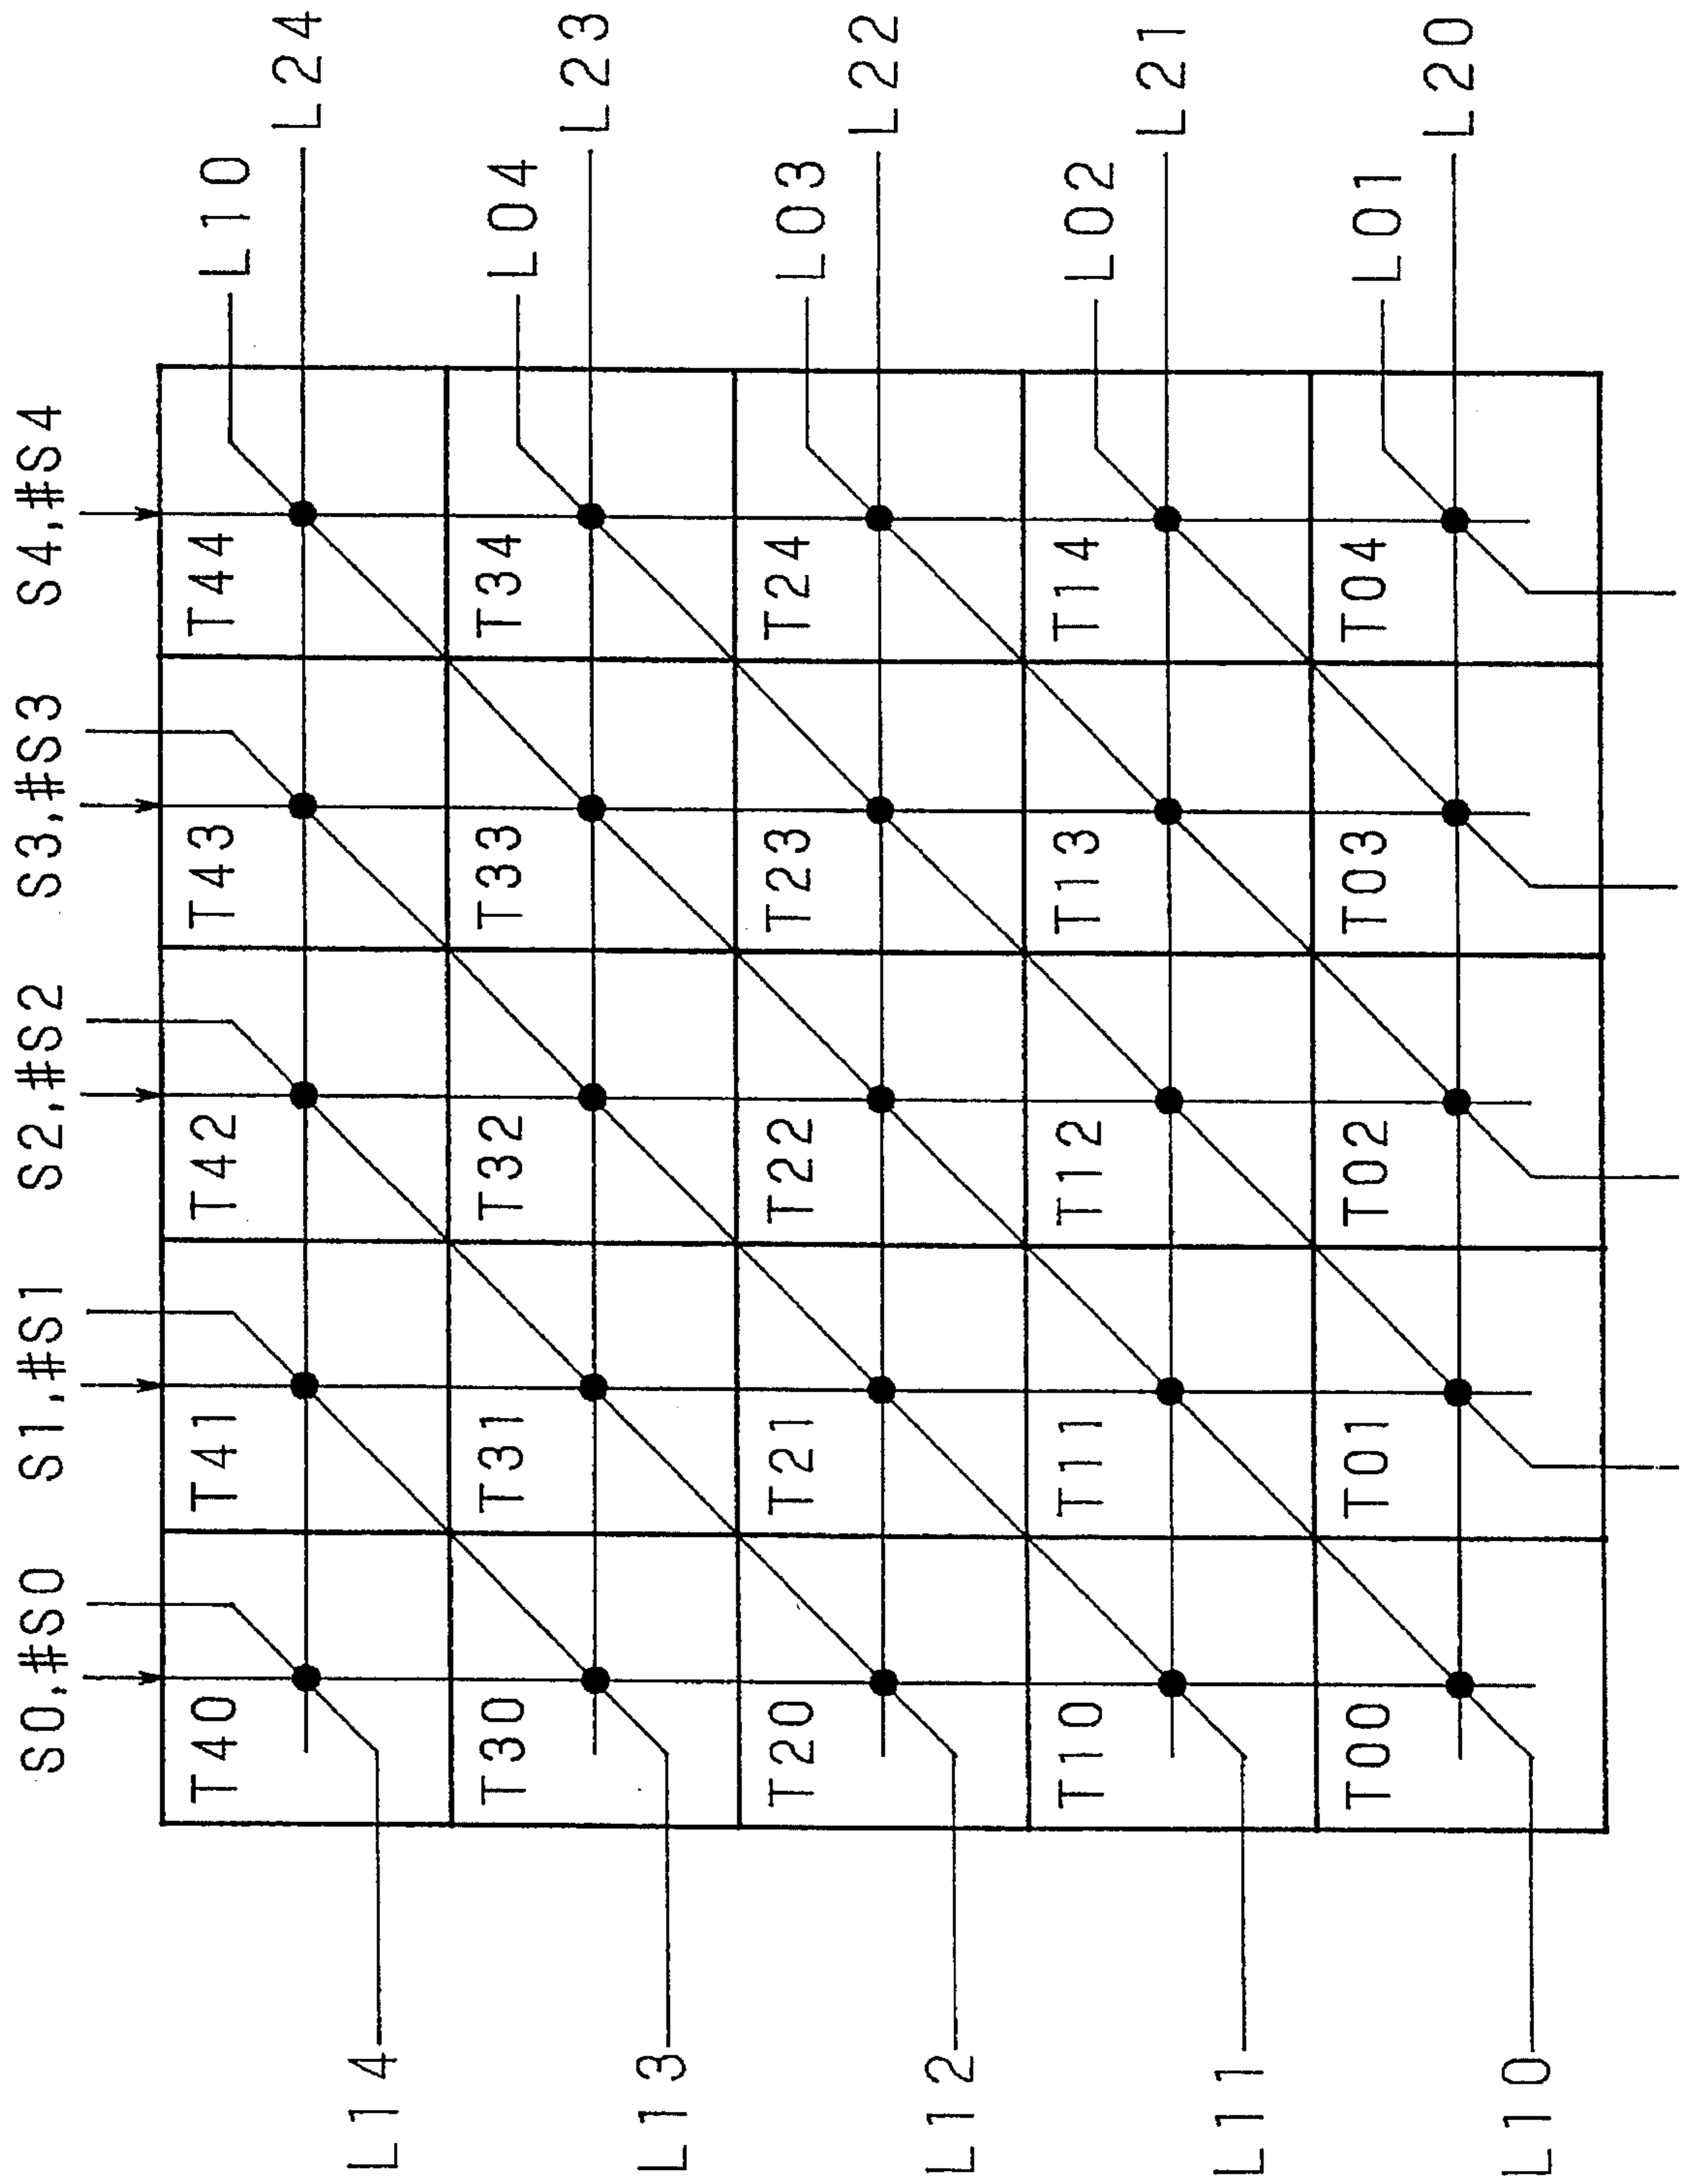 S0,#S0 S1,#S1 S2,#S2 S3,#S3 S4,#S4
T40 T41 T42 T43 T44 L10
L24
L14
T30 T31 T32 T33 T34 L04
L23
L13
T20 T21 T22 T23 T24 L03
L22
L12
T10 T11 T12 T13 T14 L02
L21
L11
T00 T01 T02 T03 T04 L01
L20
L10